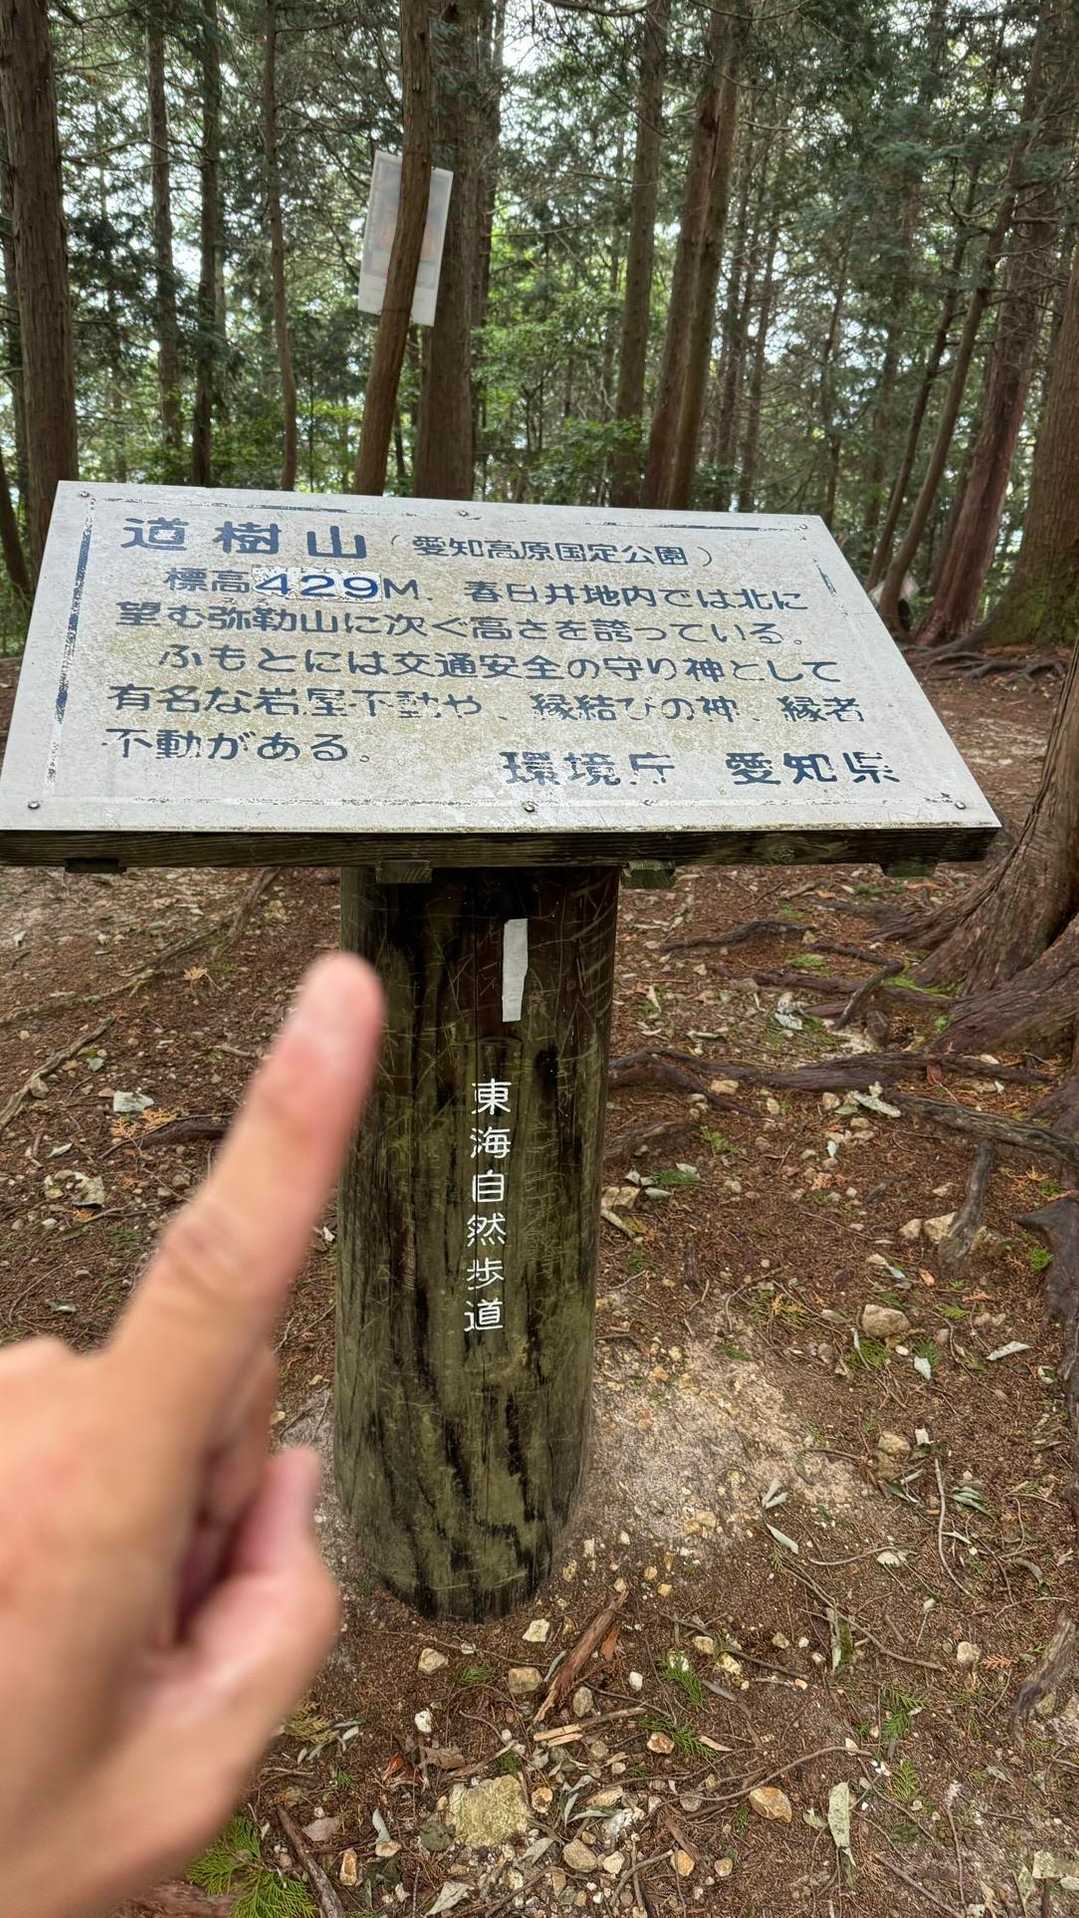 道樹山（愛知高原国定公園）
標高429M. 春日井地内では北に
望む弥勒山に次ぐ高さを誇っている。
ふもとには交通安全の守り神として
有名な岩屋不動や、縁結びの神、縁者
不動がある。
環境庁 愛知県
東海自然歩道